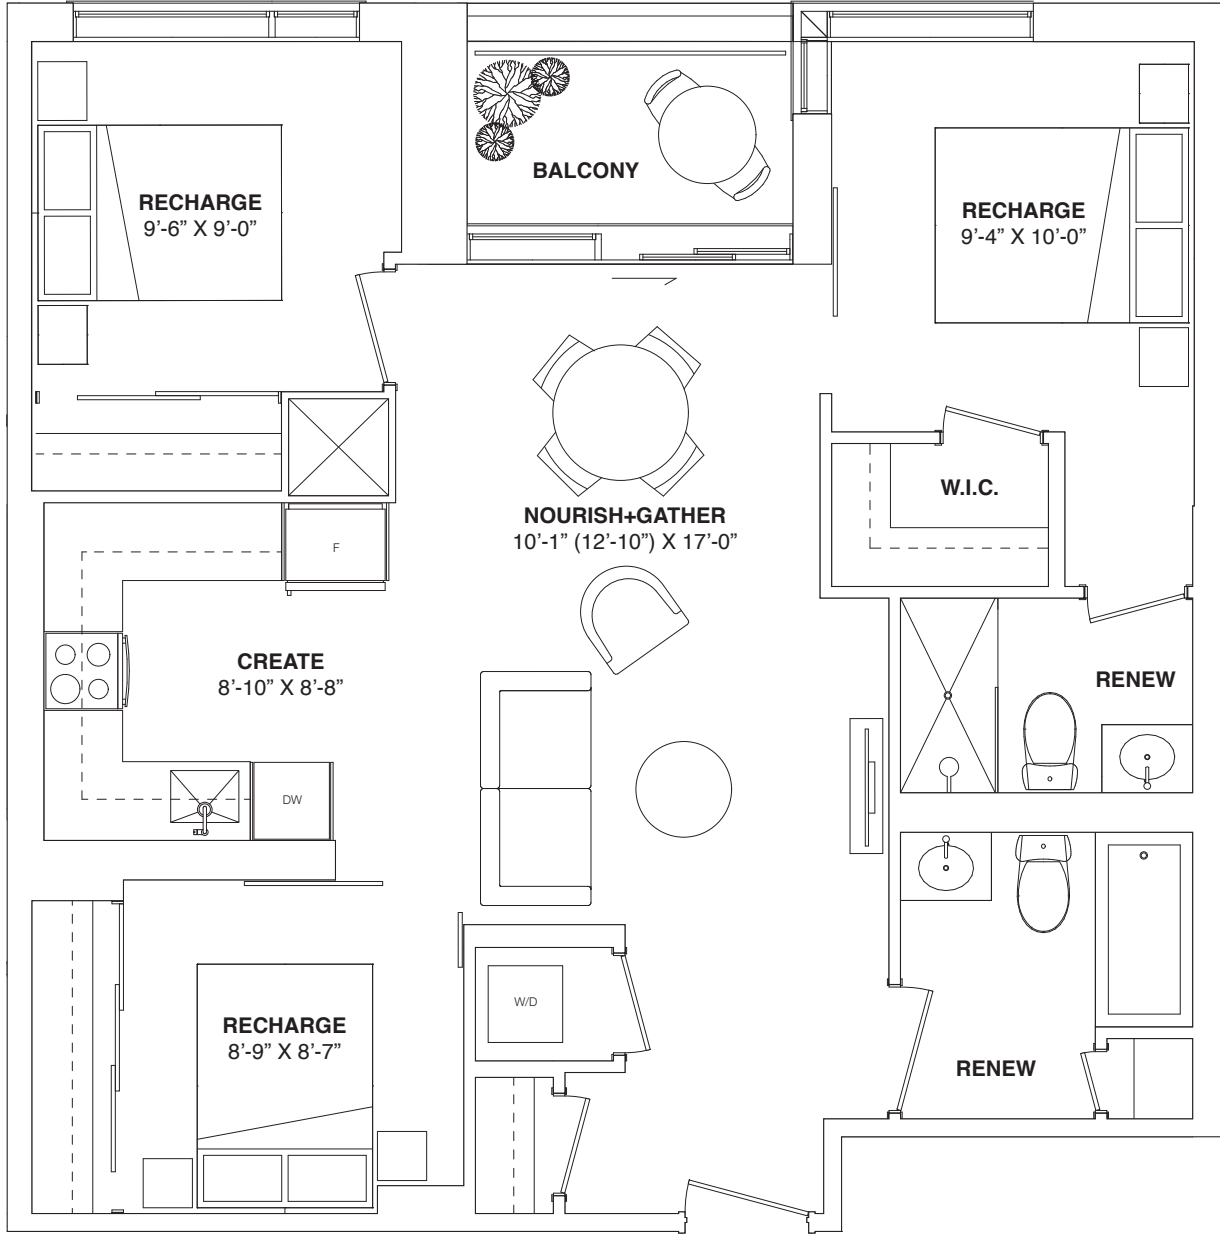 BALCONY
RECHARGE
9’-6” X 9’-0”
RECHARGE
9’-4” X 10’-0”
W.I.C.
NOURISH+GATHER
10’-1” (12’-10”) X 17’-0”
F
CREATE
8’-10” X 8’-8”
RENEW
DW
W/D
RECHARGE
8’-9” X 8’-7”
RENEW